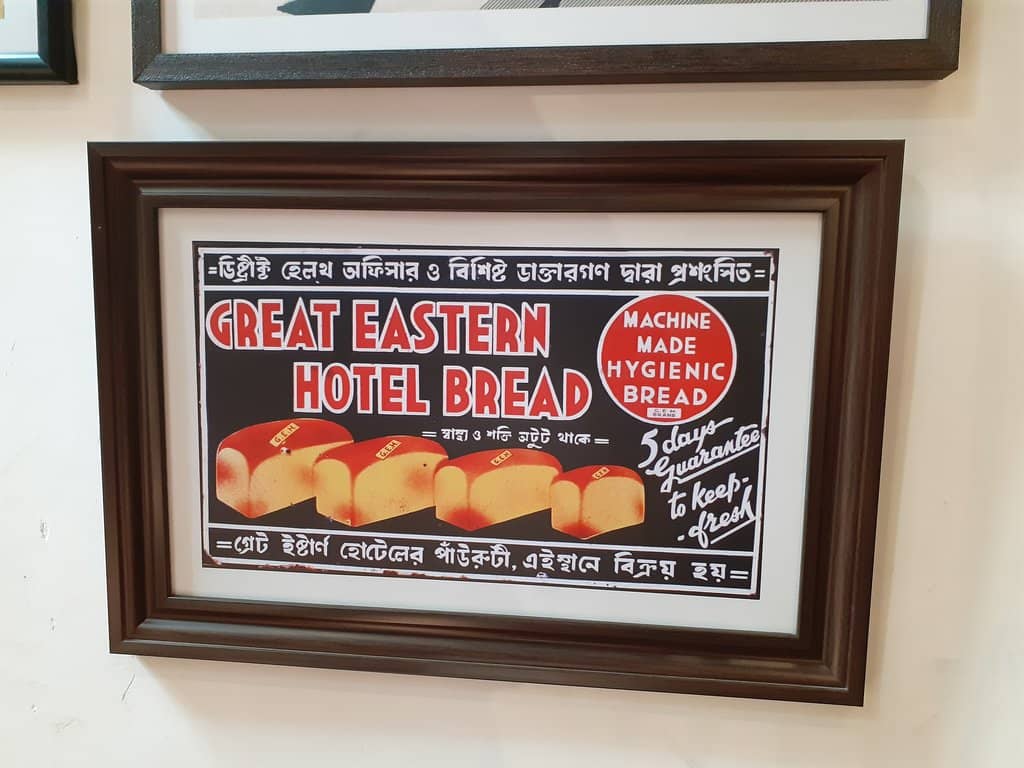 =ডিষ্ট্রীক্ট হেলথ অফিসার ও বিশিষ্ট ডাক্তারগণ দ্বারা প্রশংসিত=
GREAT EASTERN
HOTEL BREAD
MACHINE
MADE
HYGIENIC
BREAD
G.E.H
BRAND
=স্বাস্থ্য ও শক্তি অটুট থাকে=
5 days
Guarantee
to keep-
-fresh
G.E.H
G.E.H
G.E.H
G.E.H
=গ্রেট ইষ্টার্ণ হোটেলের পাঁউরুটী, এইস্থানে বিক্রয় হয়=